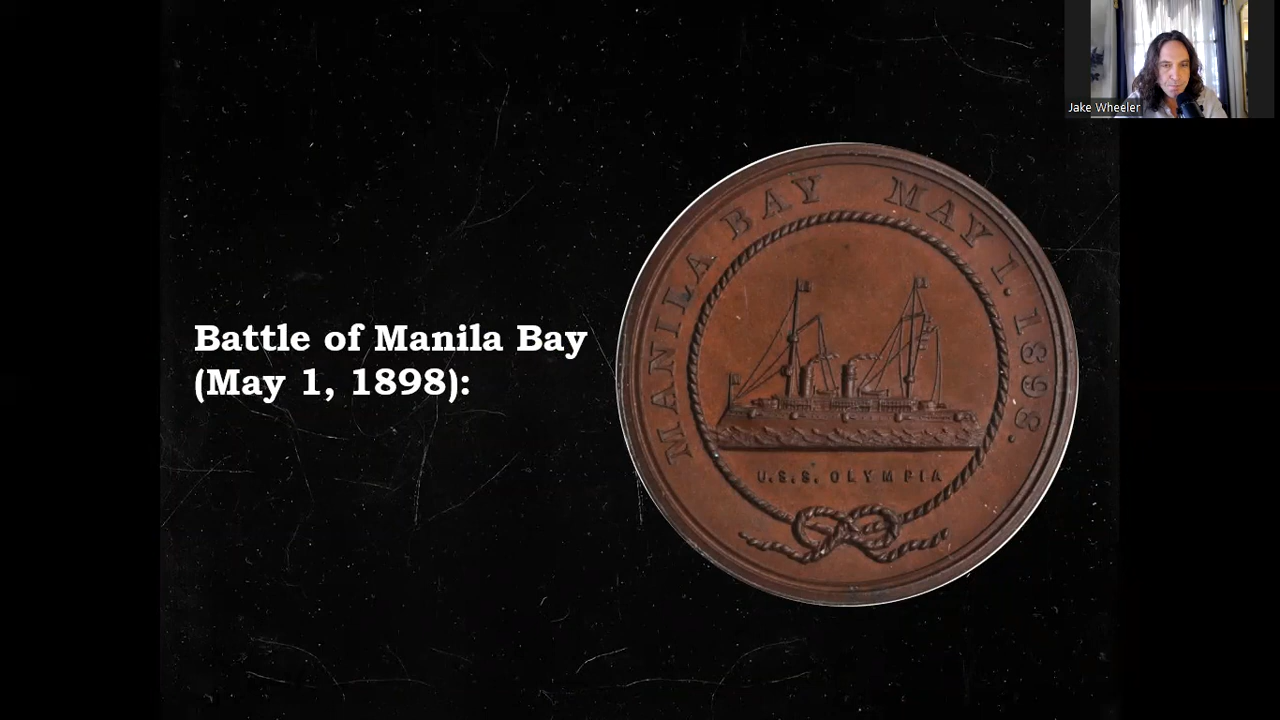 Jake Wheeler
Battle of Manila Bay
(May 1, 1898):
MANILA BAY MAY 1. 1898.
U.S.S. OLYMPIA